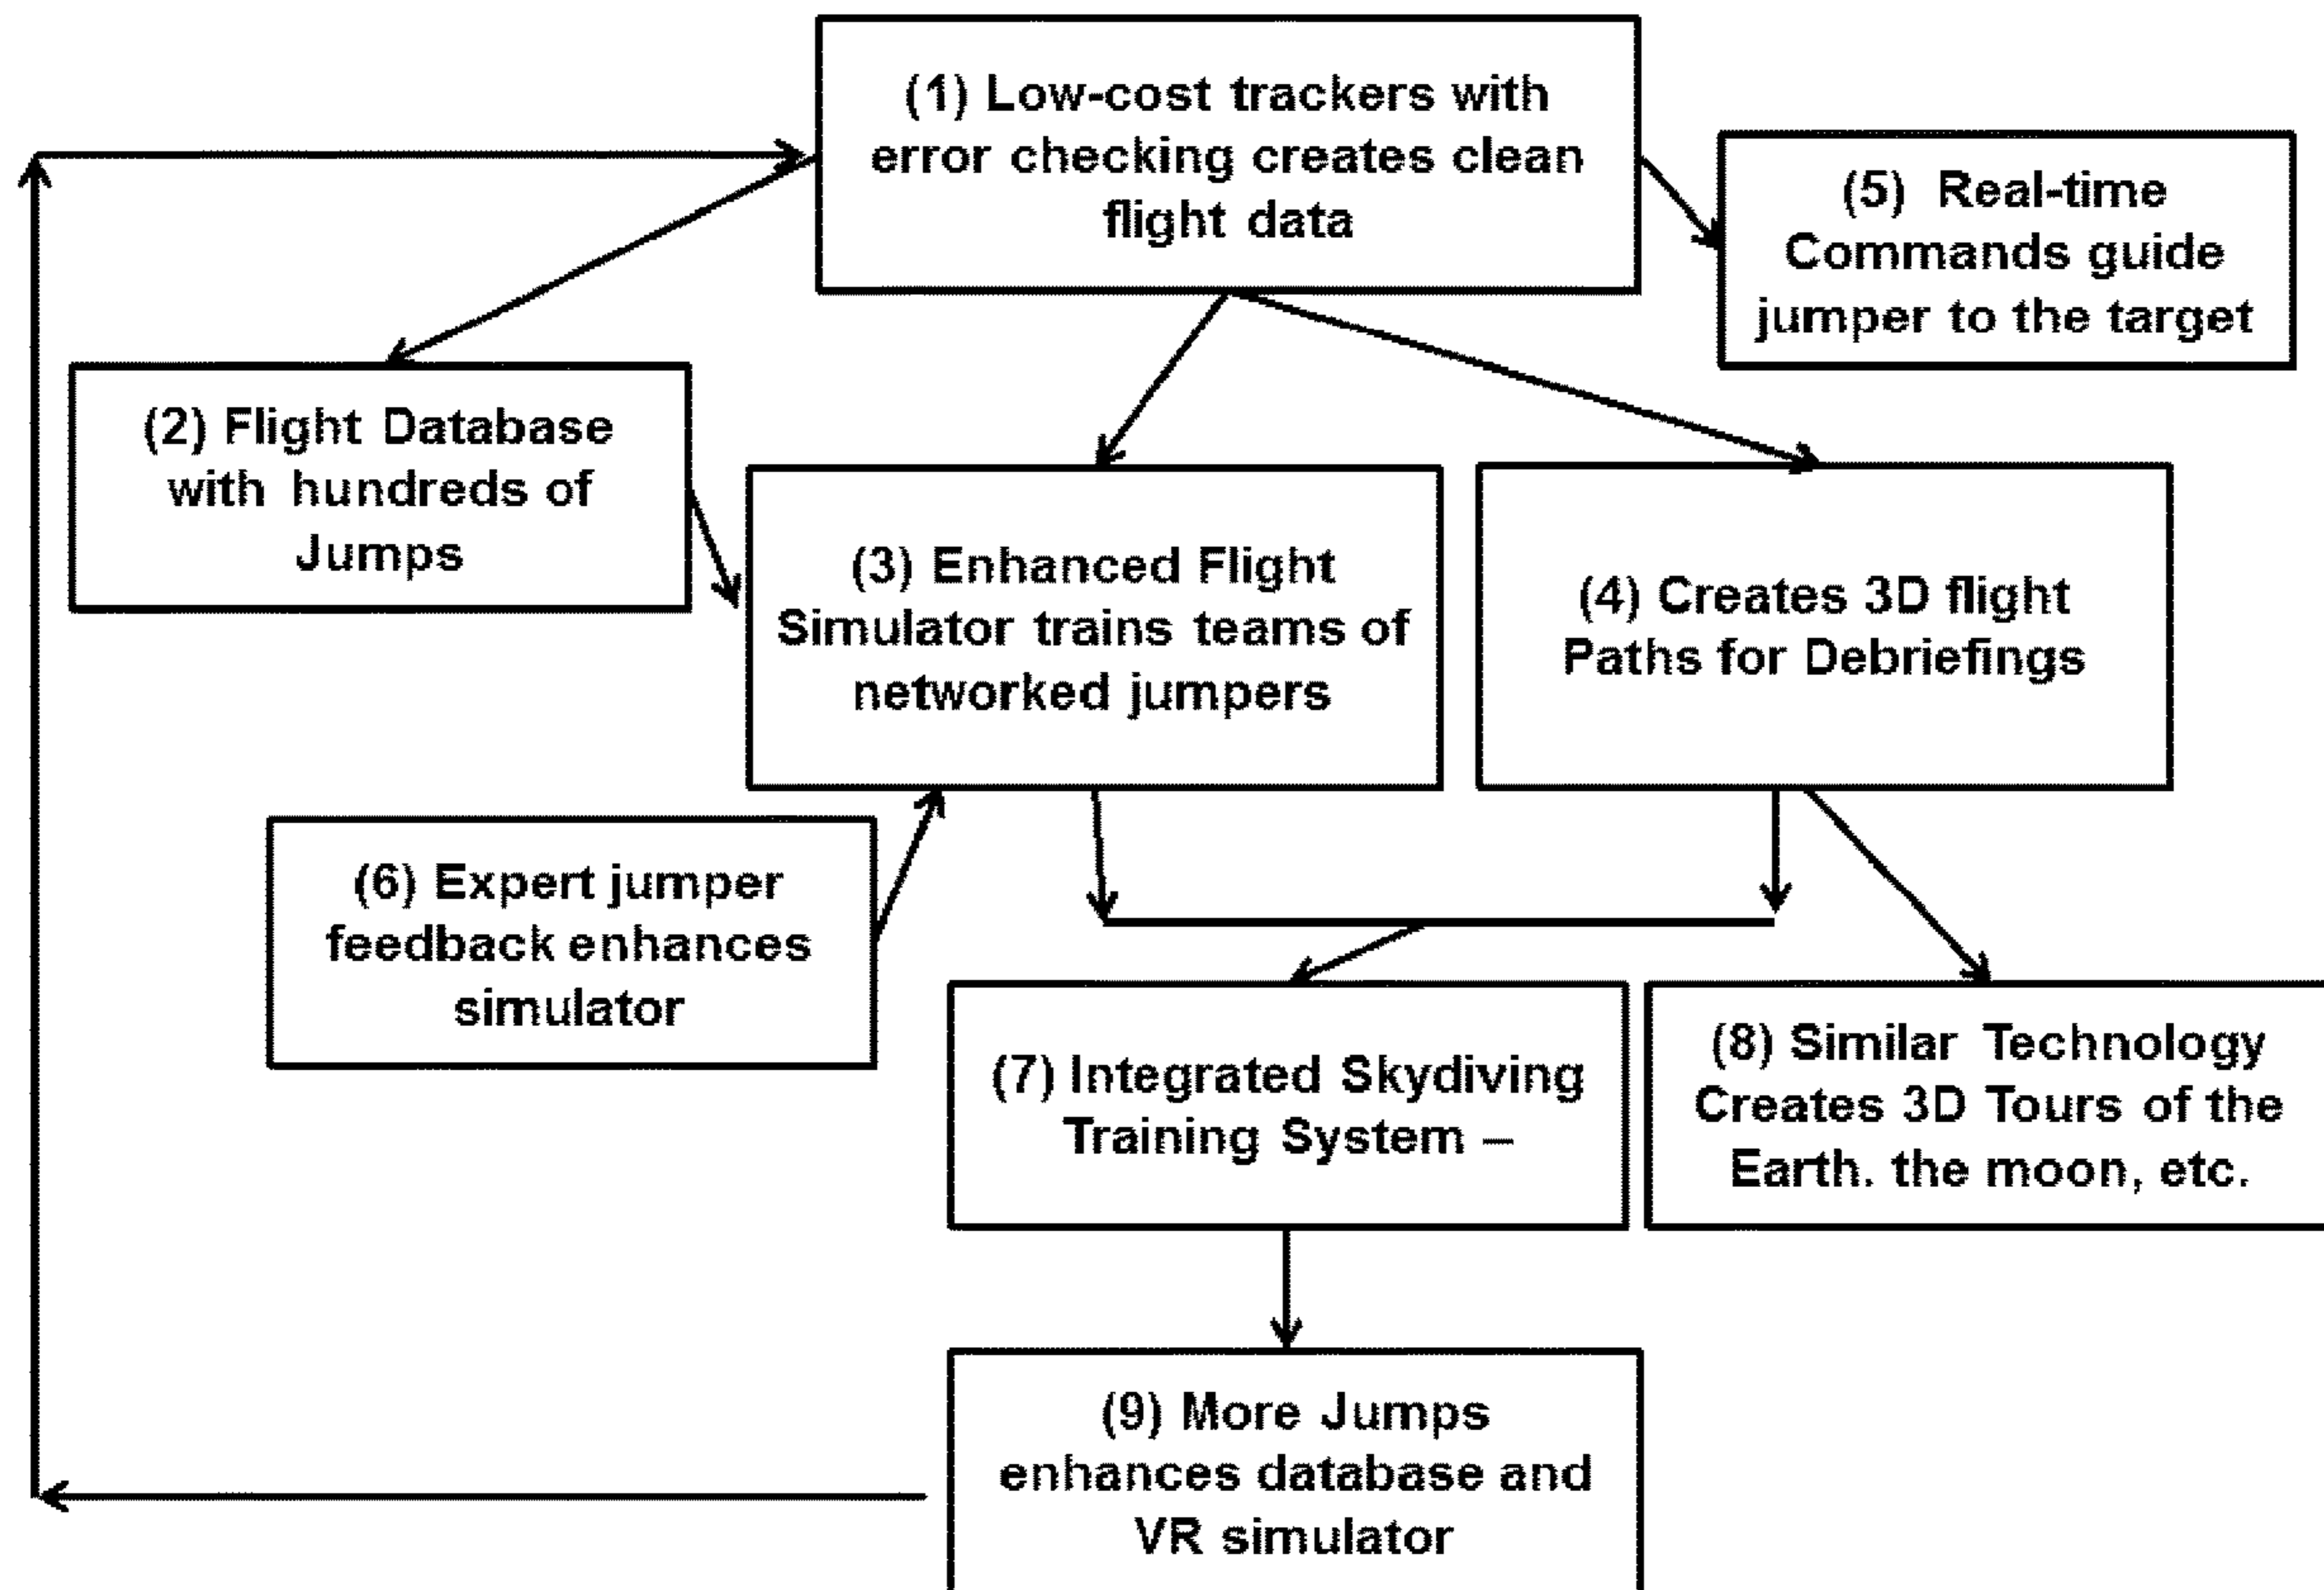 (1) Low-cost trackers with
error checking creates clean
flight data
(5) Real-time
Commands guide
jumper to the target
(2) Flight Database
with hundreds of
Jumps
(3) Enhanced Flight
Simulator trains teams of
networked jumpers
(4) Creates 3D flight
Paths for Debriefings
(6) Expert jumper
feedback enhances
simulator
(7) Integrated Skydiving
Training System –
(8) Similar Technology
Creates 3D Tours of the
Earth. the moon, etc.
(9) More Jumps
enhances database and
VR simulator